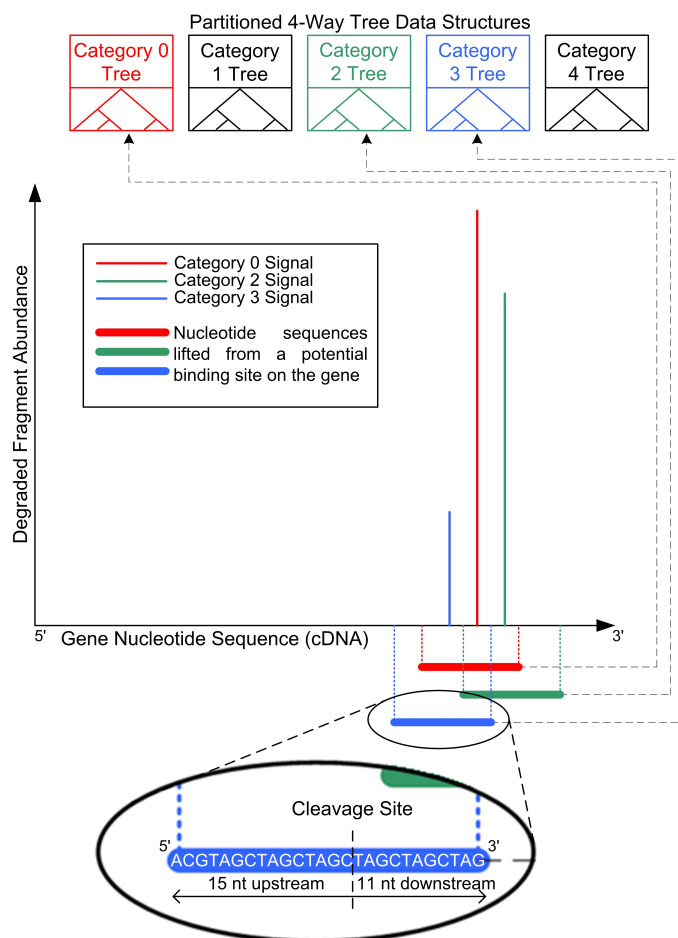 Partitioned 4-Way Tree Data Structures
Category 0
Tree
Category
1 Tree
Category
2 Tree
Category
3 Tree
Category
4 Tree
Degraded Fragment Abundance
Category 0 Signal
Category 2 Signal
Category 3 Signal
Nucleotide sequences
lifted from a potential
binding site on the gene
5'
Gene Nucleotide Sequence (cDNA)
3'
Cleavage Site
5'
3'
ACGTAGCTAGCTAGCTAGCTAGCTAG
15 nt upstream
11 nt downstream